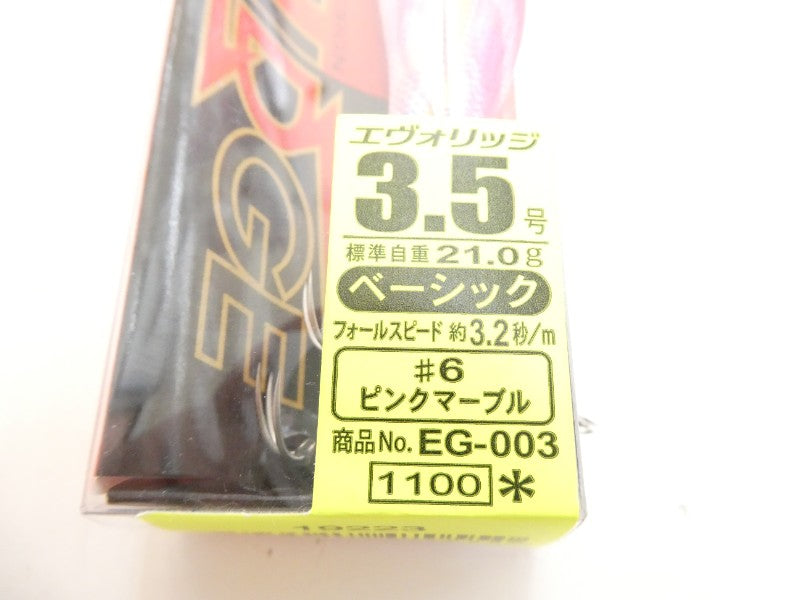 エヴォリッジ
3.5号
標準自重21.0g
ベーシック
フォールスピード 約3.2秒/m
♯6
ピンクマーブル
商品No. EG-003
1100 *